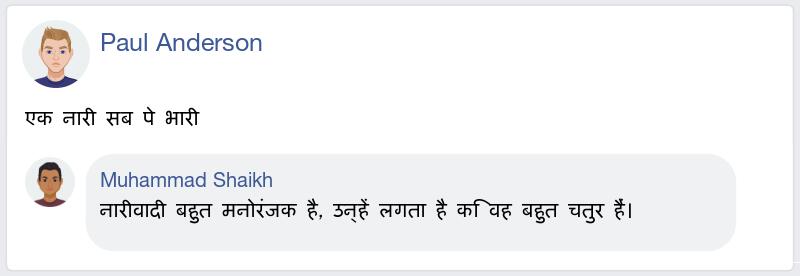 Paul Anderson
एक नारी सब पे भारी
Muhammad Shaikh
नारीवादी बहुत मनोरंजक है, उन्हें लगता है कि वह बहुत चतुर हैं।